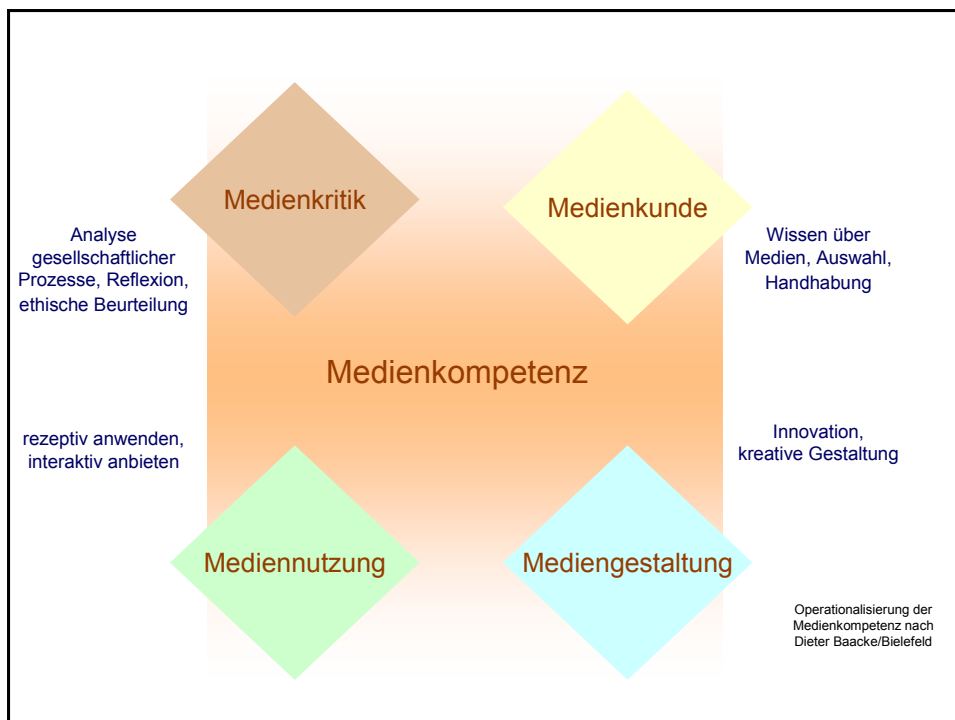 Medienkritik
Medienkunde
Analyse
gesellschaftlicher
Prozesse, Reflexion,
ethische Beurteilung
Wissen über
Medien, Auswahl,
Handhabung
Medienkompetenz
rezeptiv anwenden,
interaktiv anbieten
Innovation,
kreative Gestaltung
Mediennutzung
Mediengestaltung
Operationalisierung der
Medienkompetenz nach
Dieter Baacke/Bielefeld